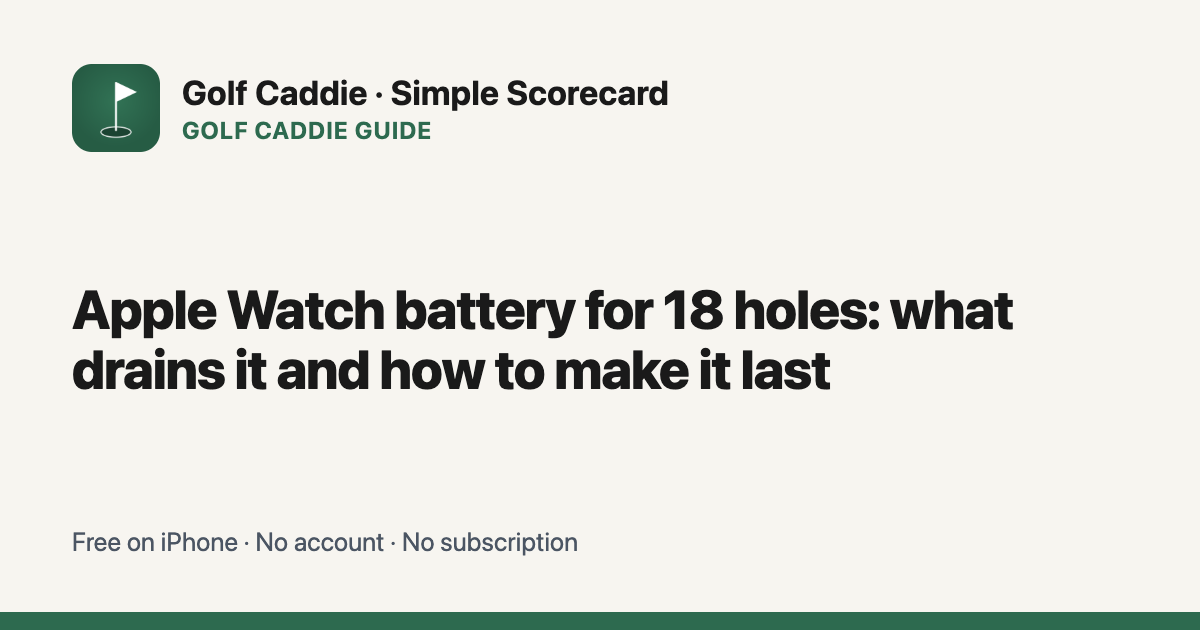 Golf Caddie · Simple Scorecard
GOLF CADDIE GUIDE
Apple Watch battery for 18 holes: what
drains it and how to make it last
Free on iPhone · No account · No subscription